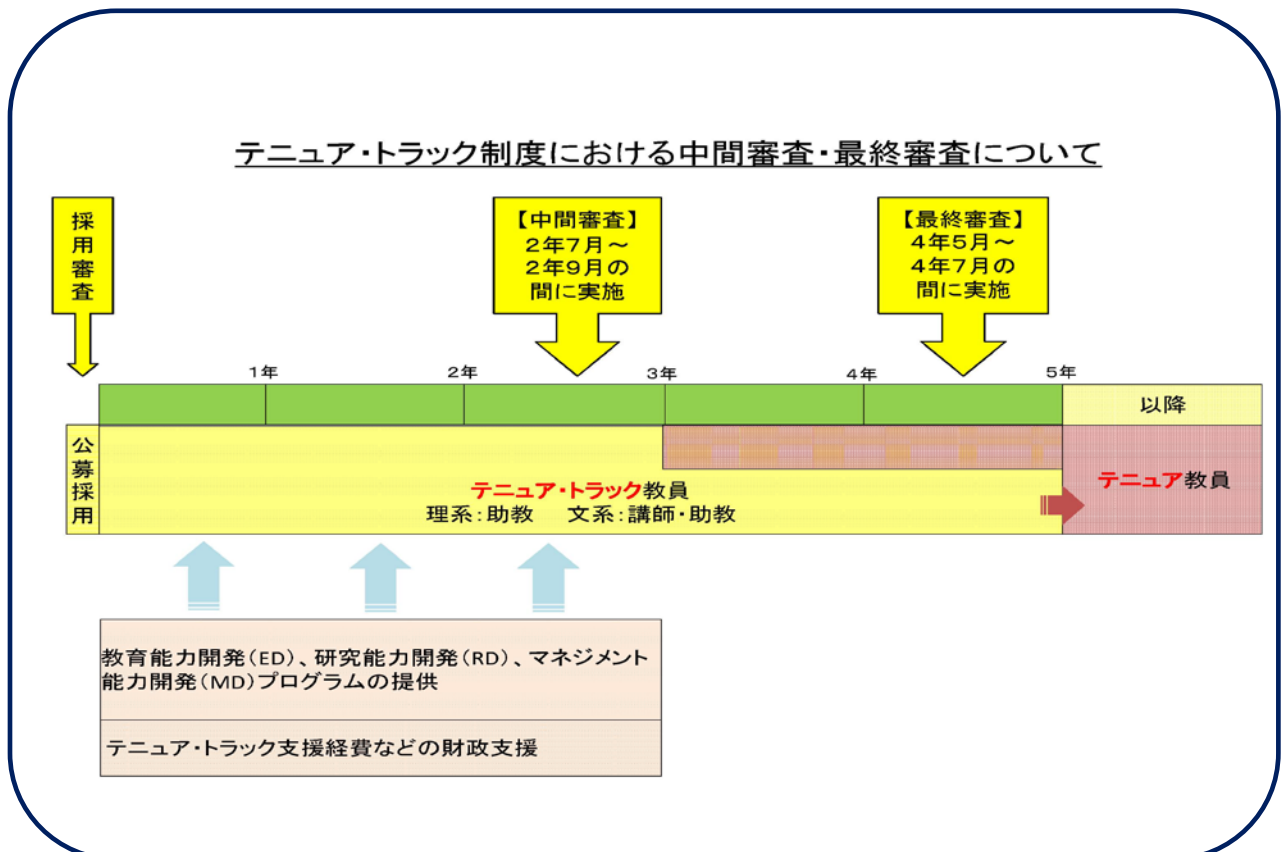 テニュア・トラック制度における中間審査・最終審査について
採用審査
【中間審査】
2年7月～
2年9月の
間に実施
【最終審査】
4年5月～
4年7月の
間に実施
1年
2年
3年
4年
5年
以降
公募採用
テニュア・トラック教員
理系：助教　文系：講師・助教
テニュア教員
教育能力開発（ED）、研究能力開発（RD）、マネジメント
能力開発（MD）プログラムの提供
テニュア・トラック支援経費などの財政支援